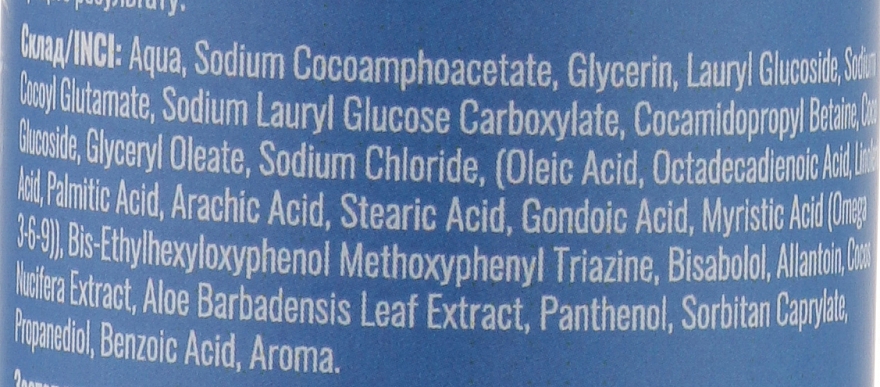 результату.
Склад/INCI: Aqua, Sodium Cocoamphoacetate, Glycerin, Lauryl Glucoside, Sodium
Cocoyl Glutamate, Sodium Lauryl Glucose Carboxylate, Cocamidopropyl Betaine, Coco
Glucoside, Glyceryl Oleate, Sodium Chloride, (Oleic Acid, Octadecadienoic Acid, Linolen
Acid, Palmitic Acid, Arachic Acid, Stearic Acid, Gondoic Acid, Myristic Acid (Omega
3-6-9)), Bis-Ethylhexyloxyphenol Methoxyphenyl Triazine, Bisabolol, Allantoin, Cocos
Nucifera Extract, Aloe Barbadensis Leaf Extract, Panthenol, Sorbitan Caprylate,
Propanediol, Benzoic Acid, Aroma.